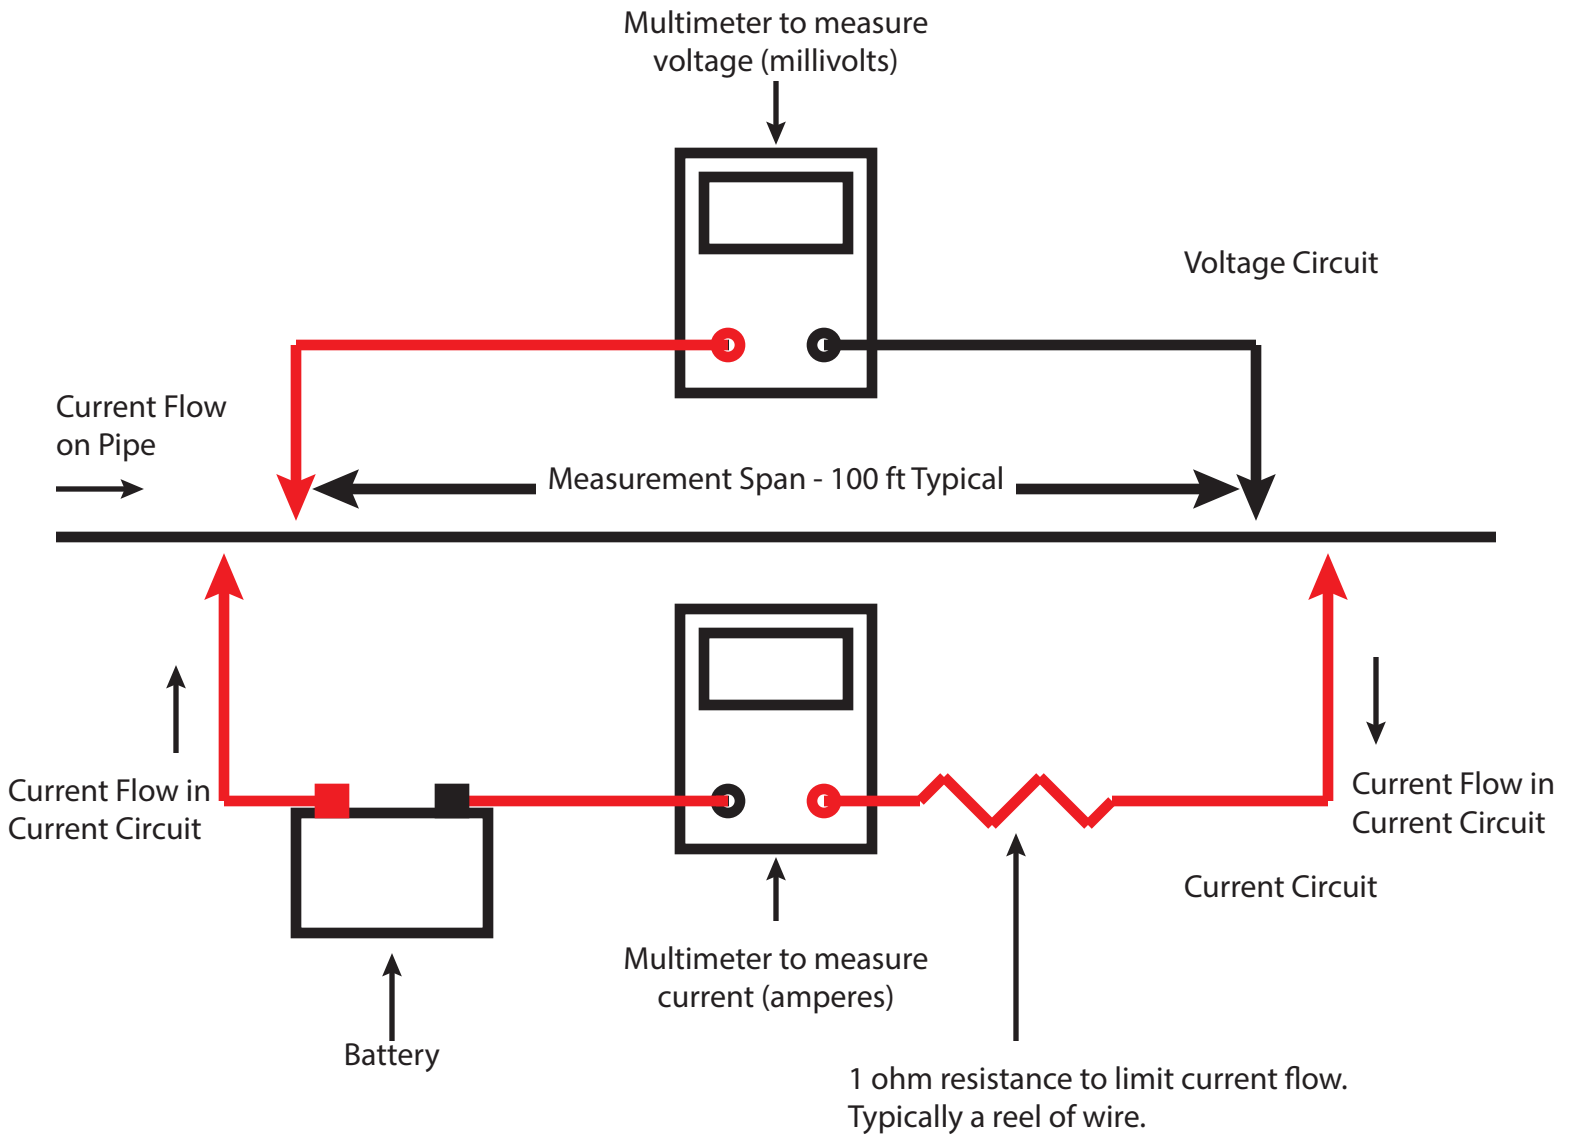 Multimeter to measure
voltage (millivolts)
Voltage Circuit
Current Flow
on Pipe
Measurement Span - 100 ft Typical
Current Flow in
Current Circuit
Current Flow in
Current Circuit
Current Circuit
Multimeter to measure
current (amperes)
Battery
1 ohm resistance to limit current flow.
Typically a reel of wire.